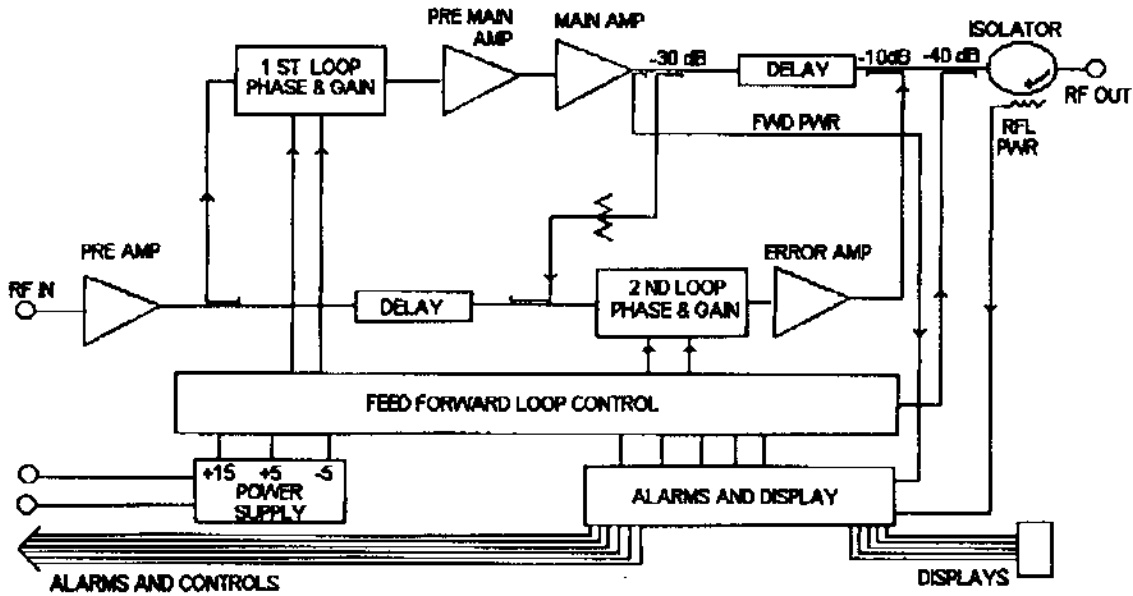 PRE MAIN
AMP
MAIN AMP
ISOLATOR
1 ST LOOP
PHASE & GAIN
-30 dB
DELAY
-10dB
-40 dB
RF OUT
FWD PWR
RFL
PWR
PRE AMP
ERROR AMP
RF IN
DELAY
2 ND LOOP
PHASE & GAIN
FEED FORWARD LOOP CONTROL
+15 +5 -5
POWER
SUPPLY
ALARMS AND DISPLAY
ALARMS AND CONTROLS
DISPLAYS